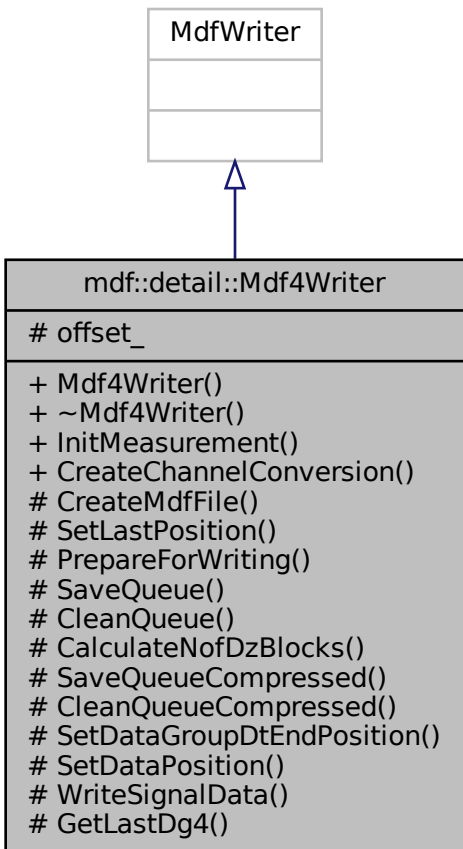 MdfWriter
mdf::detail::Mdf4Writer
# offset_
+ Mdf4Writer()
+ ~Mdf4Writer()
+ InitMeasurement()
+ CreateChannelConversion()
# CreateMdfFile()
# SetLastPosition()
# PrepareForWriting()
# SaveQueue()
# CleanQueue()
# CalculateNofDzBlocks()
# SaveQueueCompressed()
# CleanQueueCompressed()
# SetDataGroupDtEndPosition()
# SetDataPosition()
# WriteSignalData()
# GetLastDg4()